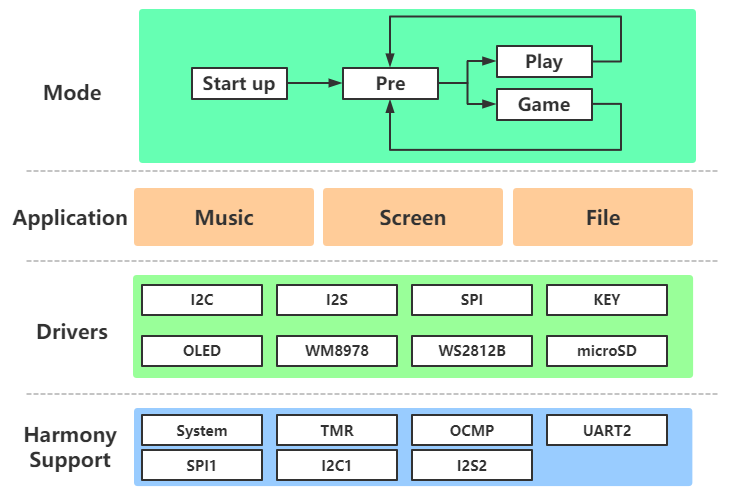 Mode
Start up
Pre
Play
Game
Application
Music
Screen
File
Drivers
I2C
I2S
SPI
KEY
OLED
WM8978
WS2812B
microSD
Harmony
Support
System
TMR
OCMP
UART2
SPI1
I2C1
I2S2